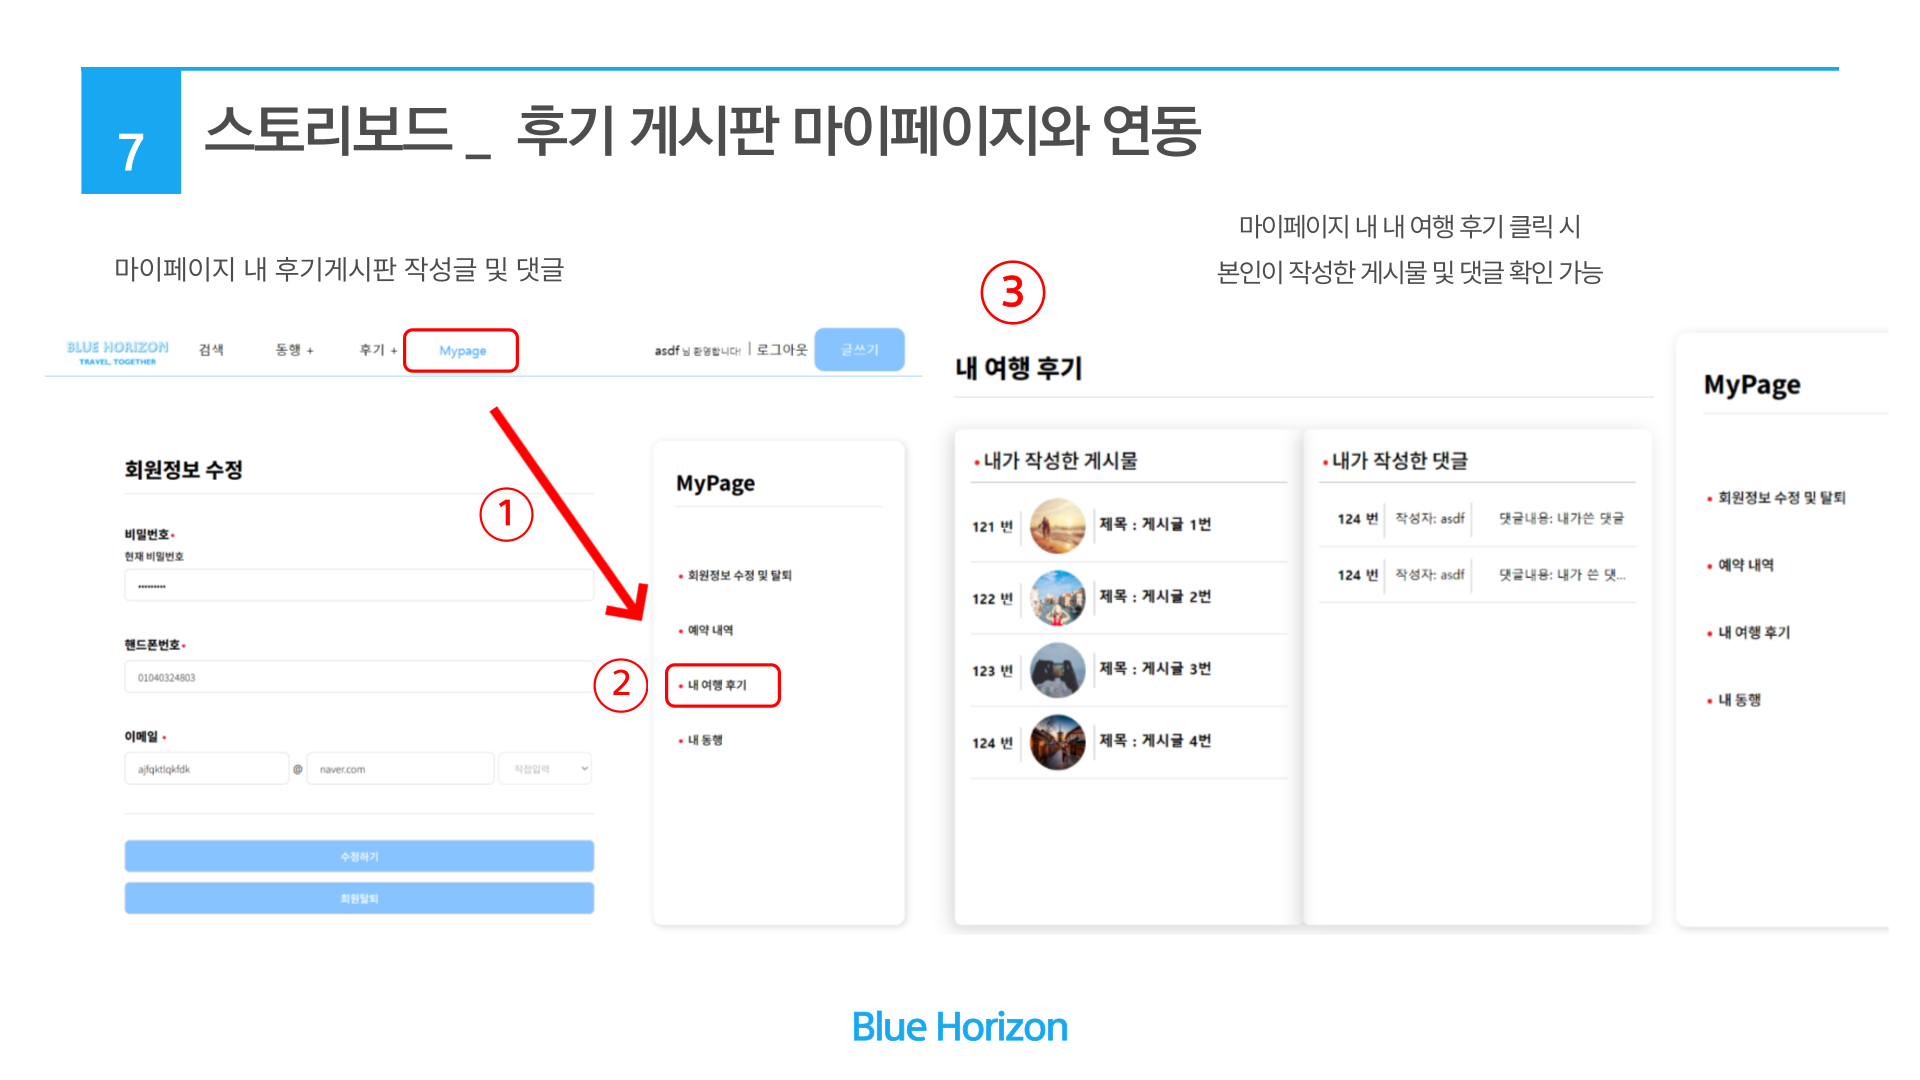 7
스토리보드 _ 후기 게시판 마이페이지와 연동
마이페이지 내 후기게시판 작성글 및 댓글
마이페이지 내 내 여행 후기 클릭 시
본인이 작성한 게시물 및 댓글 확인 가능
BLUE HORIZON
TRAVEL, TOGETHER
검색
동행 +
후기 +
Mypage
asdf 님 환영합니다! | 로그아웃
글쓰기
회원정보 수정
비밀번호
현재 비밀번호
핸드폰번호
01040324803
이메일
ajfqktlqkfdk
@
naver.com
직접입력
수정하기
회원탈퇴
1
2
MyPage
• 회원정보 수정 및 탈퇴
• 예약 내역
• 내 여행 후기
• 내 동행
3
내 여행 후기
• 내가 작성한 게시물
121 번 제목 : 게시글 1번
122 번 제목 : 게시글 2번
123 번 제목 : 게시글 3번
124 번 제목 : 게시글 4번
• 내가 작성한 댓글
124 번 작성자: asdf 댓글내용: 내가쓴 댓글
124 번 작성자: asdf 댓글내용: 내가 쓴 댓...
MyPage
• 회원정보 수정 및 탈퇴
• 예약 내역
• 내 여행 후기
• 내 동행
Blue Horizon